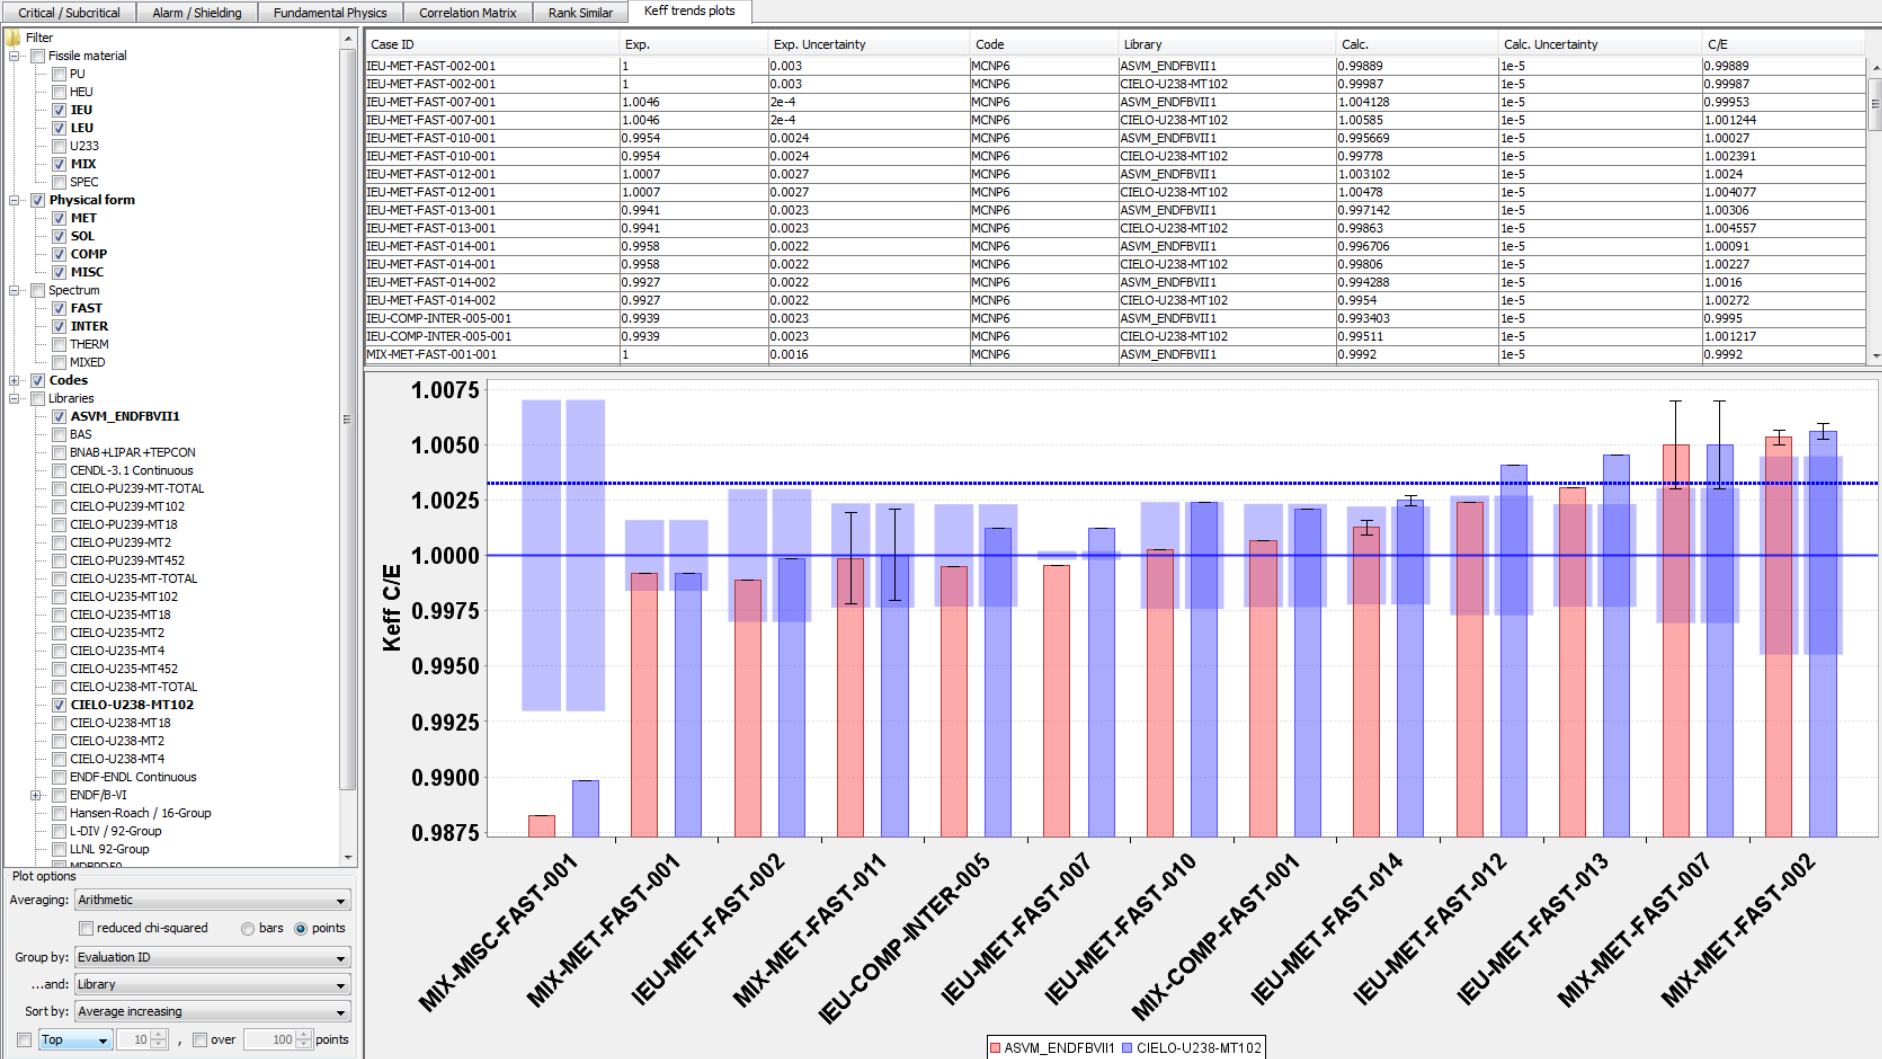 Critical / Subcritical Alarm / Shielding Fundamental Physics Correlation Matrix Rank Similar Keff trends plots
Filter
Fissile material
PU
HEU
IEU
LEU
U233
MIX
SPEC
Physical form
MET
SOL
COMP
MISC
Spectrum
FAST
INTER
THERM
MIXED
Codes
Libraries
ASVM_ENDFBVII1
BAS
BNAB+LIPAR+TEPCON
CENDL-3.1 Continuous
CIELO-PU239-MT-TOTAL
CIELO-PU239-MT102
CIELO-PU239-MT18
CIELO-PU239-MT2
CIELO-PU239-MT452
CIELO-U235-MT-TOTAL
CIELO-U235-MT102
CIELO-U235-MT18
CIELO-U235-MT2
CIELO-U235-MT4
CIELO-U235-MT452
CIELO-U238-MT-TOTAL
CIELO-U238-MT102
CIELO-U238-MT18
CIELO-U238-MT2
CIELO-U238-MT4
ENDF-ENDL Continuous
ENDF/B-VI
Hansen-Roach / 16-Group
L-DIV / 92-Group
LLNL 92-Group
Plot options
Averaging: Arithmetic
reduced chi-squared bars points
Group by: Evaluation ID
...and: Library
Sort by: Average increasing
Top 10 , over 100 points
Case ID Exp. Exp. Uncertainty Code Library Calc. Calc. Uncertainty C/E
IEU-MET-FAST-002-001 1 0.003 MCNP6 ASVM_ENDFBVII1 0.99889 1e-5 0.99889
IEU-MET-FAST-002-001 1 0.003 MCNP6 CIELO-U238-MT102 0.99987 1e-5 0.99987
IEU-MET-FAST-007-001 1.0046 2e-4 MCNP6 ASVM_ENDFBVII1 1.004128 1e-5 0.99953
IEU-MET-FAST-007-001 1.0046 2e-4 MCNP6 CIELO-U238-MT102 1.00585 1e-5 1.001244
IEU-MET-FAST-010-001 0.9954 0.0024 MCNP6 ASVM_ENDFBVII1 0.995669 1e-5 1.00027
IEU-MET-FAST-010-001 0.9954 0.0024 MCNP6 CIELO-U238-MT102 0.99778 1e-5 1.002391
IEU-MET-FAST-012-001 1.0007 0.0027 MCNP6 ASVM_ENDFBVII1 1.003102 1e-5 1.0024
IEU-MET-FAST-012-001 1.0007 0.0027 MCNP6 CIELO-U238-MT102 1.00478 1e-5 1.004077
IEU-MET-FAST-013-001 0.9941 0.0023 MCNP6 ASVM_ENDFBVII1 0.997142 1e-5 1.00306
IEU-MET-FAST-013-001 0.9941 0.0023 MCNP6 CIELO-U238-MT102 0.99863 1e-5 1.004557
IEU-MET-FAST-014-001 0.9958 0.0022 MCNP6 ASVM_ENDFBVII1 0.996706 1e-5 1.00091
IEU-MET-FAST-014-001 0.9958 0.0022 MCNP6 CIELO-U238-MT102 0.99806 1e-5 1.00227
IEU-MET-FAST-014-002 0.9927 0.0022 MCNP6 ASVM_ENDFBVII1 0.994288 1e-5 1.0016
IEU-MET-FAST-014-002 0.9927 0.0022 MCNP6 CIELO-U238-MT102 0.9954 1e-5 1.00272
IEU-COMP-INTER-005-001 0.9939 0.0023 MCNP6 ASVM_ENDFBVII1 0.993403 1e-5 0.9995
IEU-COMP-INTER-005-001 0.9939 0.0023 MCNP6 CIELO-U238-MT102 0.99511 1e-5 1.001217
MIX-MET-FAST-001-001 1 0.0016 MCNP6 ASVM_ENDFBVII1 0.9992 1e-5 0.9992
Keff C/E
1.0075
1.0050
1.0025
1.0000
0.9975
0.9950
0.9925
0.9900
0.9875
MIX-MISC-FAST-001
MIX-MET-FAST-001
IEU-MET-FAST-002
MIX-MET-FAST-011
IEU-COMP-INTER-005
IEU-MET-FAST-007
IEU-MET-FAST-010
MIX-COMP-FAST-001
IEU-MET-FAST-014
IEU-MET-FAST-012
IEU-MET-FAST-013
MIX-MET-FAST-007
MIX-MET-FAST-002
ASVM_ENDFBVII1 CIELO-U238-MT102